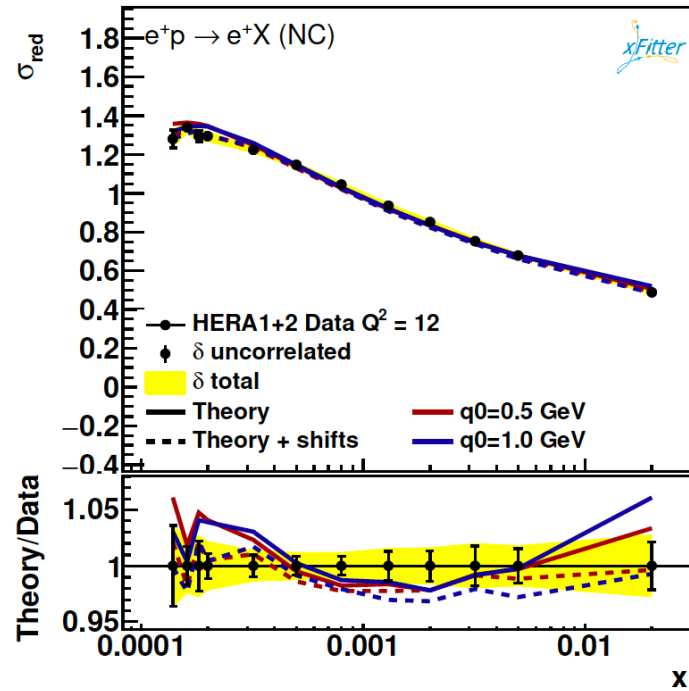 σred
e⁺p → e⁺X (NC)
xFitter
1.8
1.6
1.4
1.2
1
0.8
0.6
0.4
0.2
0
−0.2
−0.4
HERA1+2 Data Q² = 12
δ uncorrelated
δ total
Theory
q0=0.5 GeV
Theory + shifts
q0=1.0 GeV
Theory/Data
1.05
1
0.95
0.0001
0.001
0.01
x